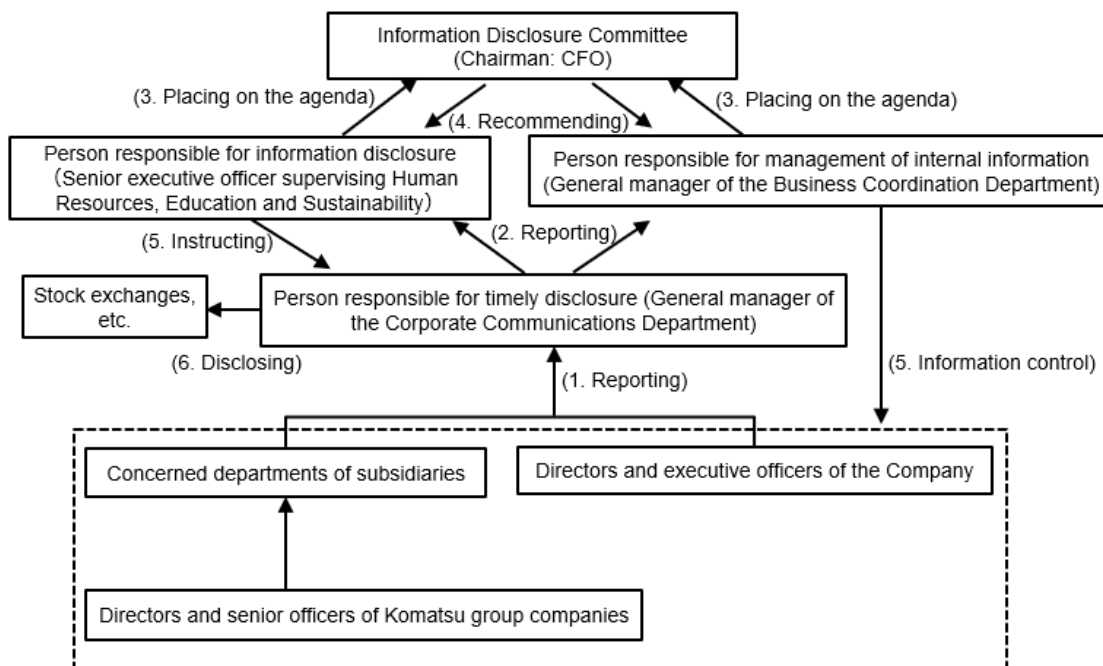 Information Disclosure Committee
(Chairman: CFO)
(3. Placing on the agenda)
(3. Placing on the agenda)
(4. Recommending)
Person responsible for information disclosure
（Senior executive officer supervising Human
Resources, Education and Sustainability）
Person responsible for management of internal information
(General manager of the Business Coordination Department)
(5. Instructing)
(2. Reporting)
Stock exchanges,
etc.
Person responsible for timely disclosure (General manager of
the Corporate Communications Department)
(6. Disclosing)
(1. Reporting)
(5. Information control)
Concerned departments of subsidiaries
Directors and executive officers of the Company
Directors and senior officers of Komatsu group companies